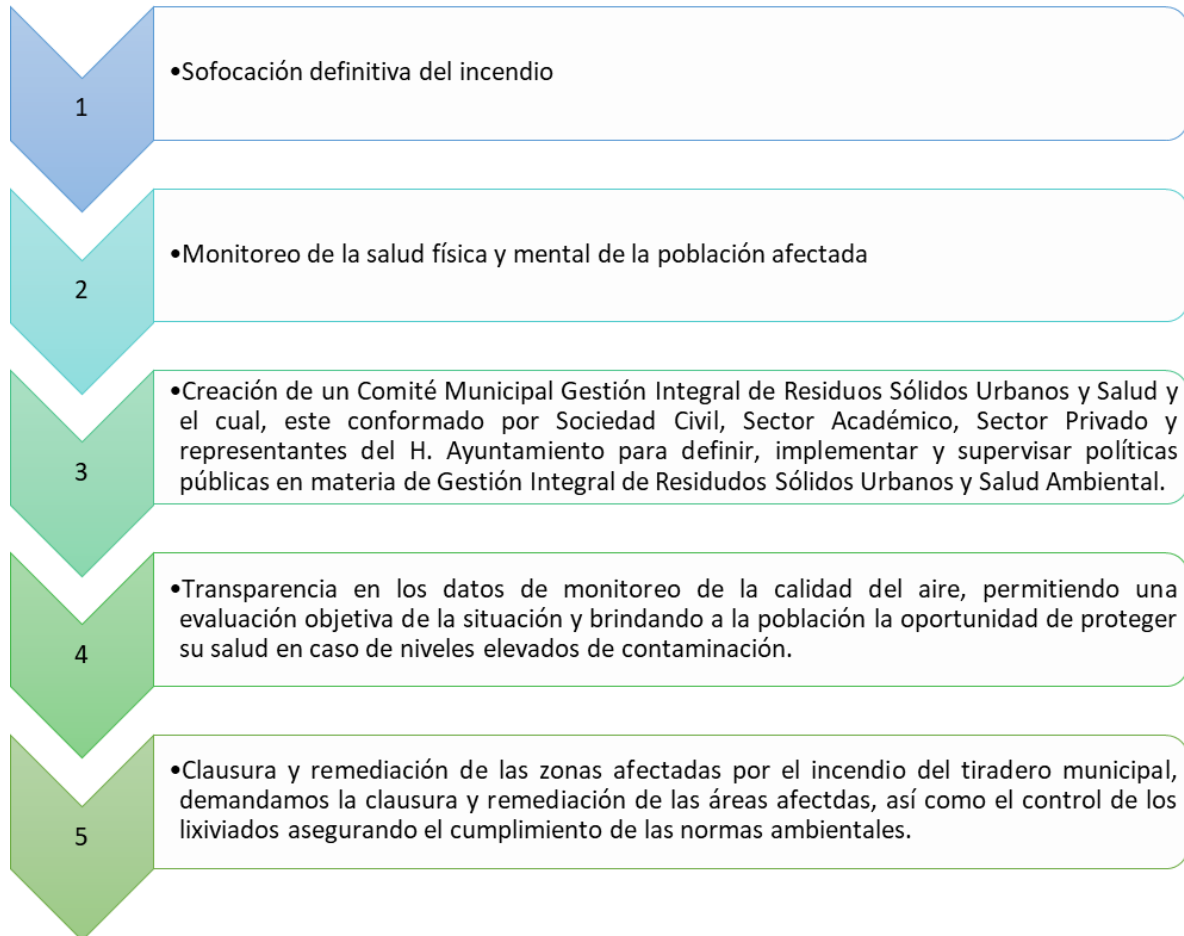 1
•Sofocación definitiva del incendio
2
•Monitoreo de la salud física y mental de la población afectada
3
•Creación de un Comité Municipal Gestión Integral de Residuos Sólidos Urbanos y Salud y
el cual, este conformado por Sociedad Civil, Sector Académico, Sector Privado y
representantes del H. Ayuntamiento para definir, implementar y supervisar políticas
públicas en materia de Gestión Integral de Residudos Sólidos Urbanos y Salud Ambiental.
4
•Transparencia en los datos de monitoreo de la calidad del aire, permitiendo una
evaluación objetiva de la situación y brindando a la población la oportunidad de proteger
su salud en caso de niveles elevados de contaminación.
5
•Clausura y remediación de las zonas afectadas por el incendio del tiradero municipal,
demandamos la clausura y remediación de las áreas afectdas, así como el control de los
lixiviados asegurando el cumplimiento de las normas ambientales.